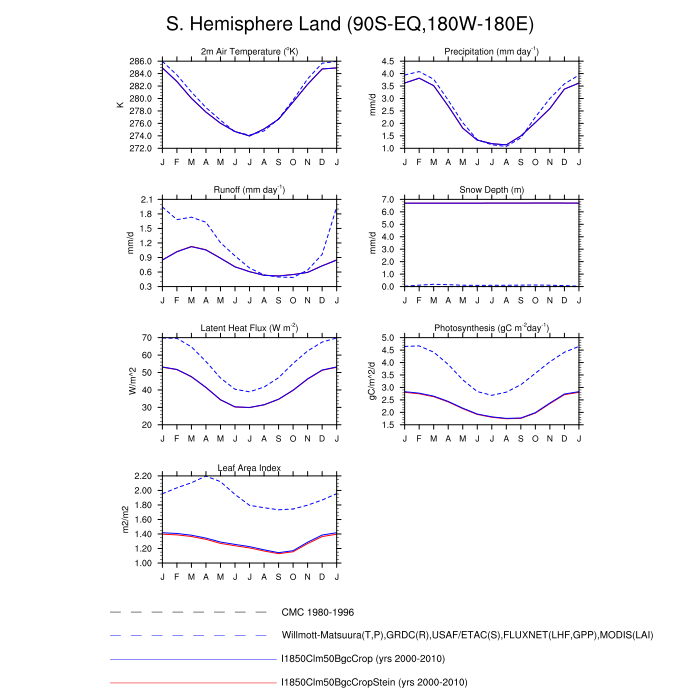 S. Hemisphere Land (90S-EQ,180W-180E)
2m Air Temperature (°K)
K
286.0
284.0
282.0
280.0
278.0
276.0
274.0
272.0
J F M A M J J A S O N D J
Precipitation (mm day⁻¹)
mm/d
4.5
4.0
3.5
3.0
2.5
2.0
1.5
1.0
J F M A M J J A S O N D J
Runoff (mm day⁻¹)
mm/d
2.1
1.8
1.5
1.2
0.9
0.6
0.3
J F M A M J J A S O N D J
Snow Depth (m)
mm/d
7.0
6.0
5.0
4.0
3.0
2.0
1.0
0.0
J F M A M J J A S O N D J
Latent Heat Flux (W m⁻²)
W/m^2
70
60
50
40
30
20
J F M A M J J A S O N D J
Photosynthesis (gC m⁻²day⁻¹)
gC/m^2/d
5.0
4.5
4.0
3.5
3.0
2.5
2.0
1.5
J F M A M J J A S O N D J
Leaf Area Index
m2/m2
2.20
2.00
1.80
1.60
1.40
1.20
1.00
J F M A M J J A S O N D J
CMC 1980-1996
Willmott-Matsuura(T,P),GRDC(R),USAF/ETAC(S),FLUXNET(LHF,GPP),MODIS(LAI)
I1850Clm50BgcCrop (yrs 2000-2010)
I1850Clm50BgcCropStein (yrs 2000-2010)